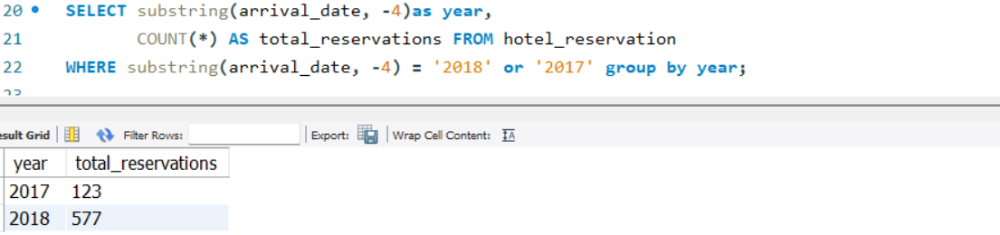 20 SELECT substring(arrival_date, -4)as year,
21 COUNT(*) AS total_reservations FROM hotel_reservation
22 WHERE substring(arrival_date, -4) = '2018' or '2017' group by year;
23
esult Grid Filter Rows: Export: Wrap Cell Content: IA
year total_reservations
2017 123
2018 577